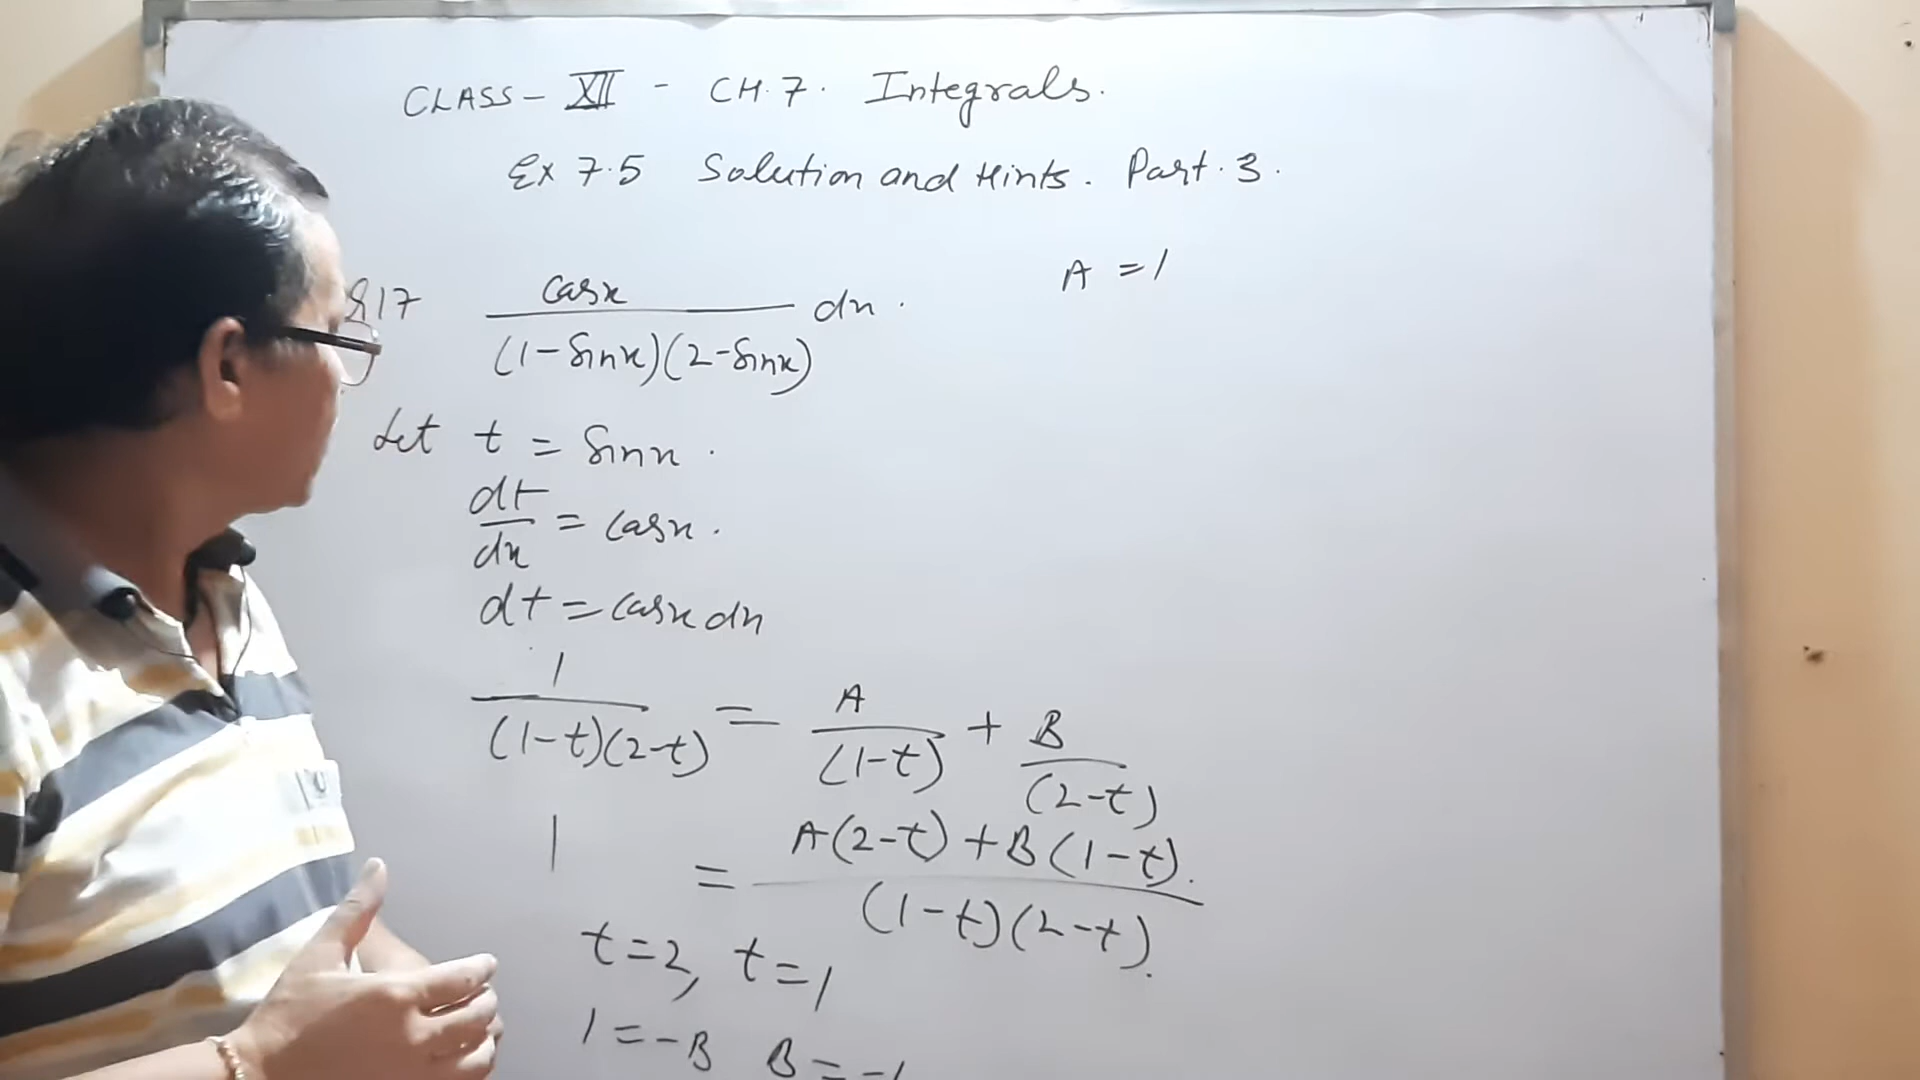 CLASS - XII - CH.7. Integrals.
Ex 7.5 Solution and Hints. Part.3.
Q17 cosx / (1-sinx)(2-sinx) dx.
A = 1
Let t = sinx.
dt/dx = cosx.
dt = cosx dx
1 / (1-t)(2-t) = A / (1-t) + B / (2-t)
1 = A(2-t) + B(1-t). / (1-t)(2-t).
t=2, t=1
1 = -B B = -1